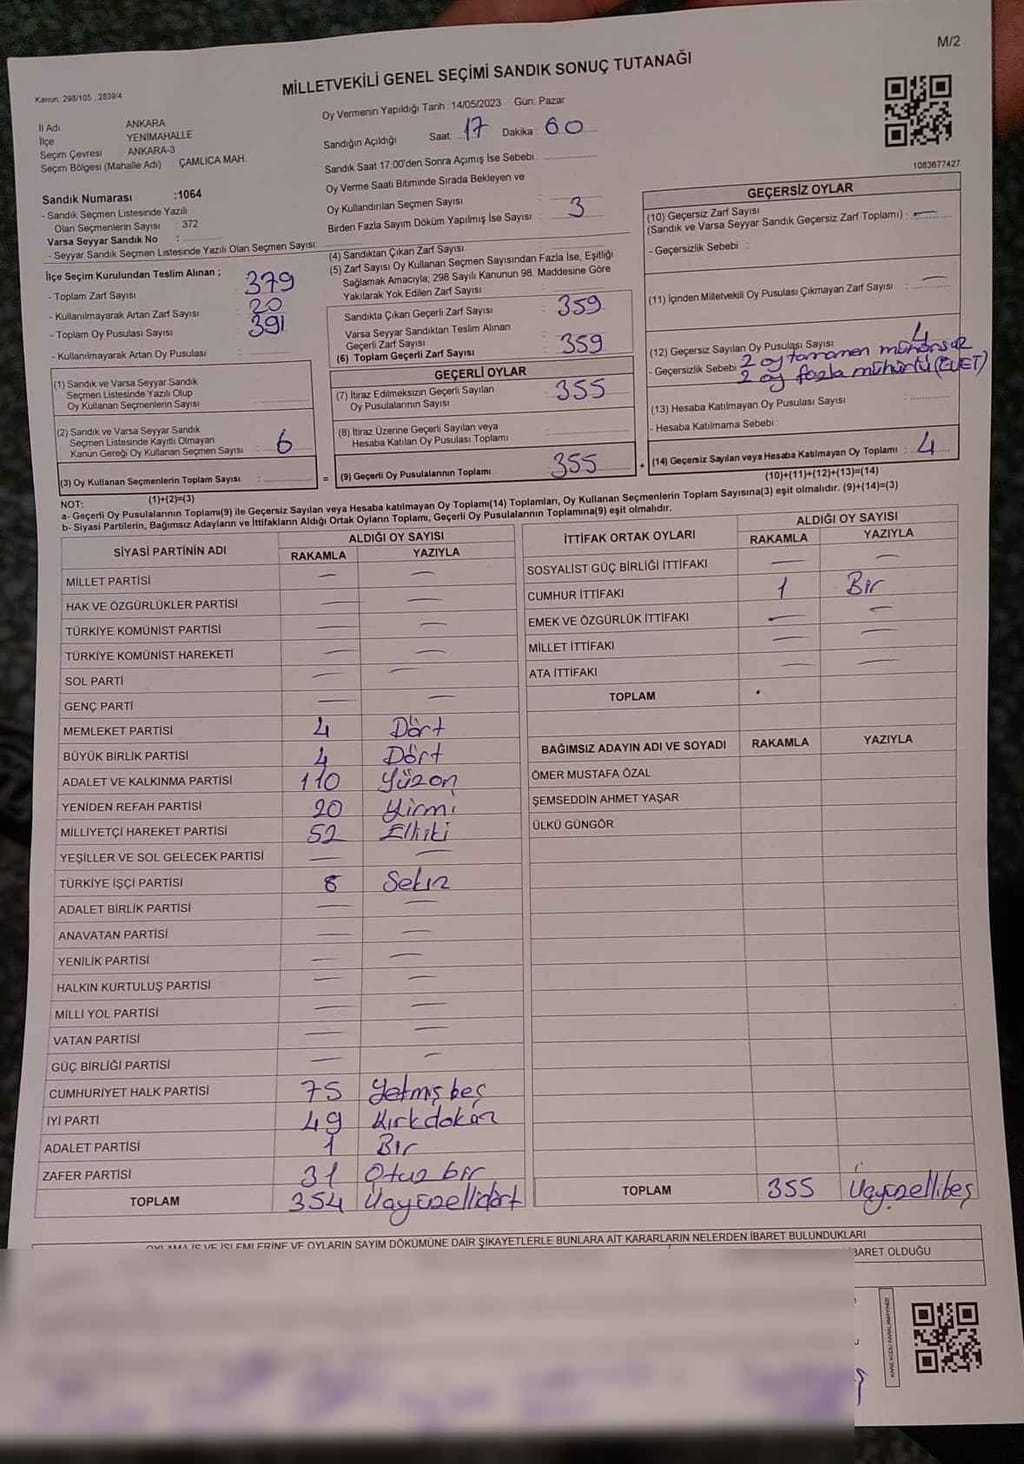 M/2
Kanun: 298/105 , 2839/4
MİLLETVEKİLİ GENEL SEÇİMİ SANDIK SONUÇ TUTANAĞI
İl Adı ANKARA
İlçe YENİMAHALLE
Seçim Çevresi ANKARA-3
Seçim Bölgesi (Mahalle Adı) ÇAMLICA MAH.
Sandık Numarası :1064
- Sandık Seçmen Listesinde Yazılı
Olan Seçmenlerin Sayısı : 372
Varsa Seyyar Sandık No :
- Seyyar Sandık Seçmen Listesinde Yazılı Olan Seçmen Sayısı:
İlçe Seçim Kurulundan Teslim Alınan ;
- Toplam Zarf Sayısı 379
- Kullanılmayarak Artan Zarf Sayısı 20
- Toplam Oy Pusulası Sayısı 391
- Kullanılmayarak Artan Oy Pusulası
(1) Sandık ve Varsa Seyyar Sandık
Seçmen Listesinde Yazılı Olup
Oy Kullanan Seçmenlerin Sayısı
(2) Sandık ve Varsa Seyyar Sandık
Seçmen Listesinde Kayıtlı Olmayan
Kanun Gereği Oy Kullanan Seçmen Sayısı : 6
(3) Oy Kullanan Seçmenlerin Toplam Sayısı :
(1)+(2)=(3)
Oy Vermenin Yapıldığı Tarih : 14/05/2023 Gün: Pazar
Sandığın Açıldığı Saat: 17 Dakika : 60
Sandık Saat 17.00'den Sonra Açımış İse Sebebi :
Oy Verme Saati Bitiminde Sırada Bekleyen ve
Oy Kullandırılan Seçmen Sayısı
Birden Fazla Sayım Döküm Yapılmış İse Sayısı : 3
(4) Sandıktan Çıkan Zarf Sayısı
(5) Zarf Sayısı Oy Kullanan Seçmen Sayısından Fazla İse, Eşitliği
Sağlamak Amacıyla, 298 Sayılı Kanunun 98. Maddesine Göre
Yakılarak Yok Edilen Zarf Sayısı
Sandıkta Çıkan Geçerli Zarf Sayısı : 359
Varsa Seyyar Sandıktan Teslim Alınan
Geçerli Zarf Sayısı
(6) Toplam Geçerli Zarf Sayısı : 359
GEÇERLİ OYLAR
(7) İtiraz Edilmeksizin Geçerli Sayılan
Oy Pusulalarının Sayısı : 355
(8) İtiraz Üzerine Geçerli Sayılan veya
Hesaba Katılan Oy Pusulası Toplamı
= (9) Geçerli Oy Pusulalarının Toplamı : 355 +
1083677427
GEÇERSİZ OYLAR
(10) Geçersiz Zarf Sayısı
(Sandık ve Varsa Seyyar Sandık Geçersiz Zarf Toplamı) : —
- Geçersizlik Sebebi :
(11) İçinden Milletvekili Oy Pusulası Çıkmayan Zarf Sayısı : —
(12) Geçersiz Sayılan Oy Pusulası Sayısı 4
- Geçersizlik Sebebi 2 oy tamamen mühürsüz
2 oy fazla mühürlü (EVET)
(13) Hesaba Katılmayan Oy Pusulası Sayısı :
- Hesaba Katılmama Sebebi
(14) Geçersiz Sayılan veya Hesaba Katılmayan Oy Toplamı : 4
(10)+(11)+(12)+(13)=(14)
NOT:
a- Geçerli Oy Pusulalarının Toplamı(9) ile Geçersiz Sayılan veya Hesaba katılmayan Oy Toplamı(14) Toplamları, Oy Kullanan Seçmenlerin Toplam Sayısına(3) eşit olmalıdır. (9)+(14)=(3)
b- Siyasi Partilerin, Bağımsız Adayların ve İttifakların Aldığı Ortak Oyların Toplamı, Geçerli Oy Pusulalarının Toplamına(9) eşit olmalıdır.
SİYASİ PARTİNİN ADI ALDIĞI OY SAYISI
RAKAMLA YAZIYLA
MİLLET PARTİSİ — —
HAK VE ÖZGÜRLÜKLER PARTİSİ — —
TÜRKİYE KOMÜNİST PARTİSİ — —
TÜRKİYE KOMÜNİST HAREKETİ — —
SOL PARTİ — —
GENÇ PARTİ — —
MEMLEKET PARTİSİ 4 Dört
BÜYÜK BİRLİK PARTİSİ 4 Dört
ADALET VE KALKINMA PARTİSİ 110 Yüzon
YENİDEN REFAH PARTİSİ 20 Yirmi
MİLLİYETÇİ HAREKET PARTİSİ 52 Elliiki
YEŞİLLER VE SOL GELECEK PARTİSİ — —
TÜRKİYE İŞÇİ PARTİSİ 8 Sekiz
ADALET BİRLİK PARTİSİ — —
ANAVATAN PARTİSİ — —
YENİLİK PARTİSİ — —
HALKIN KURTULUŞ PARTİSİ — —
MİLLİ YOL PARTİSİ — —
VATAN PARTİSİ — —
GÜÇ BİRLİĞİ PARTİSİ — —
CUMHURİYET HALK PARTİSİ 75 Yetmişbeş
İYİ PARTİ 49 Kırkdokuz
ADALET PARTİSİ 1 Bir
ZAFER PARTİSİ 31 Otuz bir
TOPLAM 354 Üçyüzellidört
İTTİFAK ORTAK OYLARI ALDIĞI OY SAYISI
RAKAMLA YAZIYLA
SOSYALİST GÜÇ BİRLİĞİ İTTİFAKI — —
CUMHUR İTTİFAKI 1 Bir
EMEK VE ÖZGÜRLÜK İTTİFAKI — —
MİLLET İTTİFAKI — —
ATA İTTİFAKI — —
TOPLAM
BAĞIMSIZ ADAYIN ADI VE SOYADI RAKAMLA YAZIYLA
ÖMER MUSTAFA ÖZAL
ŞEMSEDDİN AHMET YAŞAR
ÜLKÜ GÜNGÖR
TOPLAM 355 Üçyüzellibeş
OYLAMA İŞ VE İŞLEMLERİNE VE OYLARIN SAYIM DÖKÜMÜNE DAİR ŞİKAYETLERLE BUNLARA AİT KARARLARIN NELERDEN İBARET BULUNDUKLARI
İBARET OLDUĞU